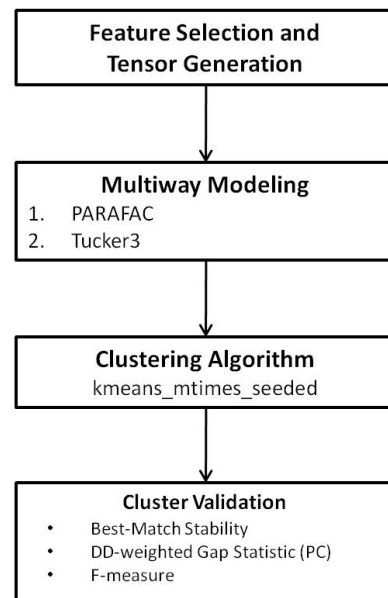 Feature Selection and
Tensor Generation
Multiway Modeling
1. PARAFAC
2. Tucker3
Clustering Algorithm
kmeans_mtimes_seeded
Cluster Validation
• Best-Match Stability
• DD-weighted Gap Statistic (PC)
• F-measure